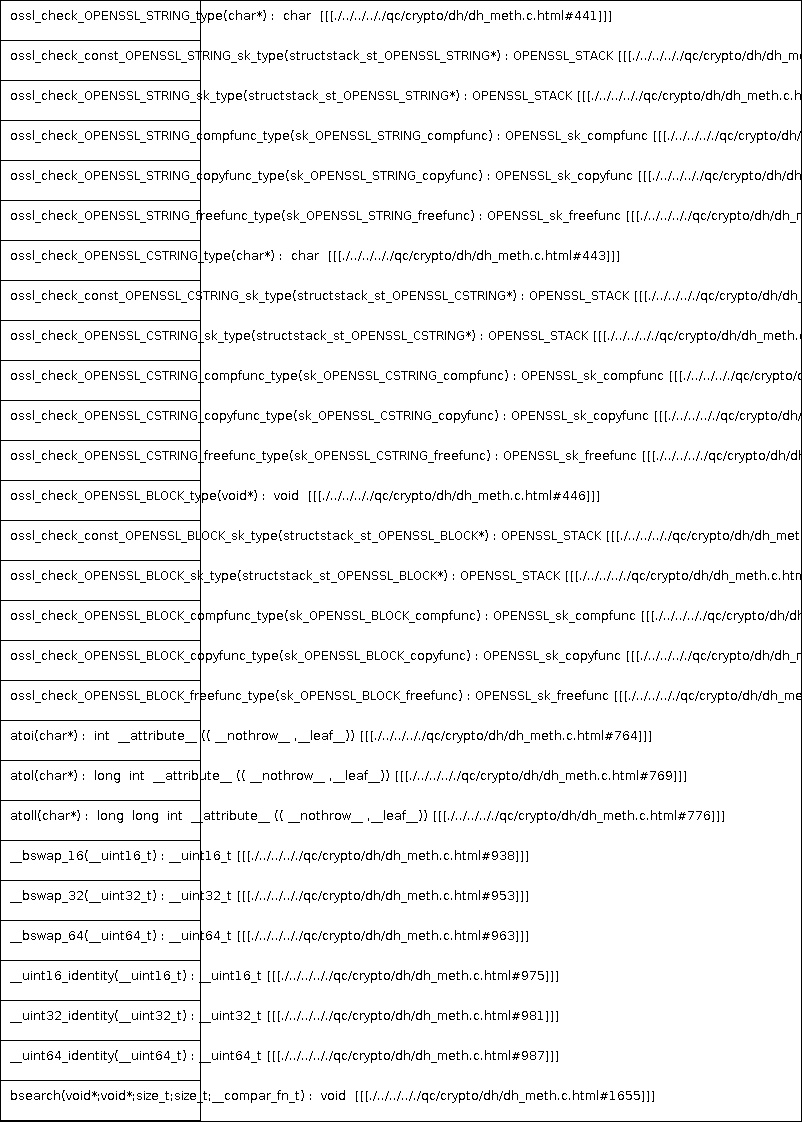 ossl_check_OPENSSL_STRING_type(char*) : char [[[./../../.././qc/crypto/dh/dh_meth.c.html#441]]]
ossl_check_const_OPENSSL_STRING_sk_type(structstack_st_OPENSSL_STRING*) : OPENSSL_STACK [[[./../../.././qc/crypto/dh/dh_m
ossl_check_OPENSSL_STRING_sk_type(structstack_st_OPENSSL_STRING*) : OPENSSL_STACK [[[./../../.././qc/crypto/dh/dh_meth.c.h
ossl_check_OPENSSL_STRING_compfunc_type(sk_OPENSSL_STRING_compfunc) : OPENSSL_sk_compfunc [[[./../../.././qc/crypto/dh/
ossl_check_OPENSSL_STRING_copyfunc_type(sk_OPENSSL_STRING_copyfunc) : OPENSSL_sk_copyfunc [[[./../../.././qc/crypto/dh/dh
ossl_check_OPENSSL_STRING_freefunc_type(sk_OPENSSL_STRING_freefunc) : OPENSSL_sk_freefunc [[[./../../.././qc/crypto/dh/dh_m
ossl_check_OPENSSL_CSTRING_type(char*) : char [[[./../../.././qc/crypto/dh/dh_meth.c.html#443]]]
ossl_check_const_OPENSSL_CSTRING_sk_type(structstack_st_OPENSSL_CSTRING*) : OPENSSL_STACK [[[./../../.././qc/crypto/dh/dh_
ossl_check_OPENSSL_CSTRING_sk_type(structstack_st_OPENSSL_CSTRING*) : OPENSSL_STACK [[[./../../.././qc/crypto/dh/dh_meth.c
ossl_check_OPENSSL_CSTRING_compfunc_type(sk_OPENSSL_CSTRING_compfunc) : OPENSSL_sk_compfunc [[[./../../.././qc/crypto/d
ossl_check_OPENSSL_CSTRING_copyfunc_type(sk_OPENSSL_CSTRING_copyfunc) : OPENSSL_sk_copyfunc [[[./../../.././qc/crypto/dh/
ossl_check_OPENSSL_CSTRING_freefunc_type(sk_OPENSSL_CSTRING_freefunc) : OPENSSL_sk_freefunc [[[./../../.././qc/crypto/dh/dh
ossl_check_OPENSSL_BLOCK_type(void*) : void [[[./../../.././qc/crypto/dh/dh_meth.c.html#446]]]
ossl_check_const_OPENSSL_BLOCK_sk_type(structstack_st_OPENSSL_BLOCK*) : OPENSSL_STACK [[[./../../.././qc/crypto/dh/dh_met
ossl_check_OPENSSL_BLOCK_sk_type(structstack_st_OPENSSL_BLOCK*) : OPENSSL_STACK [[[./../../.././qc/crypto/dh/dh_meth.c.htm
ossl_check_OPENSSL_BLOCK_compfunc_type(sk_OPENSSL_BLOCK_compfunc) : OPENSSL_sk_compfunc [[[./../../.././qc/crypto/dh/dh
ossl_check_OPENSSL_BLOCK_copyfunc_type(sk_OPENSSL_BLOCK_copyfunc) : OPENSSL_sk_copyfunc [[[./../../.././qc/crypto/dh/dh_m
ossl_check_OPENSSL_BLOCK_freefunc_type(sk_OPENSSL_BLOCK_freefunc) : OPENSSL_sk_freefunc [[[./../../.././qc/crypto/dh/dh_me
atoi(char*) : int __attribute__ (( __nothrow__ ,__leaf__)) [[[./../../.././qc/crypto/dh/dh_meth.c.html#764]]]
atol(char*) : long int __attribute__ (( __nothrow__ ,__leaf__)) [[[./../../.././qc/crypto/dh/dh_meth.c.html#769]]]
atoll(char*) : long long int __attribute__ (( __nothrow__ ,__leaf__)) [[[./../../.././qc/crypto/dh/dh_meth.c.html#776]]]
__bswap_16(__uint16_t) : __uint16_t [[[./../../.././qc/crypto/dh/dh_meth.c.html#938]]]
__bswap_32(__uint32_t) : __uint32_t [[[./../../.././qc/crypto/dh/dh_meth.c.html#953]]]
__bswap_64(__uint64_t) : __uint64_t [[[./../../.././qc/crypto/dh/dh_meth.c.html#963]]]
__uint16_identity(__uint16_t) : __uint16_t [[[./../../.././qc/crypto/dh/dh_meth.c.html#975]]]
__uint32_identity(__uint32_t) : __uint32_t [[[./../../.././qc/crypto/dh/dh_meth.c.html#981]]]
__uint64_identity(__uint64_t) : __uint64_t [[[./../../.././qc/crypto/dh/dh_meth.c.html#987]]]
bsearch(void*;void*;size_t;size_t;__compar_fn_t) : void [[[./../../.././qc/crypto/dh/dh_meth.c.html#1655]]]